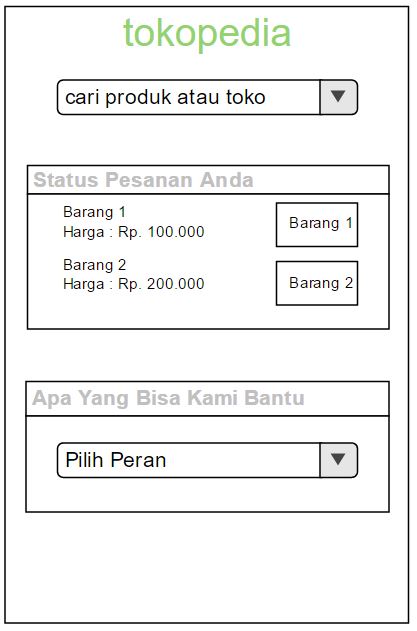 tokopedia
cari produk atau toko
Status Pesanan Anda
Barang 1
Harga : Rp. 100.000
Barang 1
Barang 2
Harga : Rp. 200.000
Barang 2
Apa Yang Bisa Kami Bantu
Pilih Peran